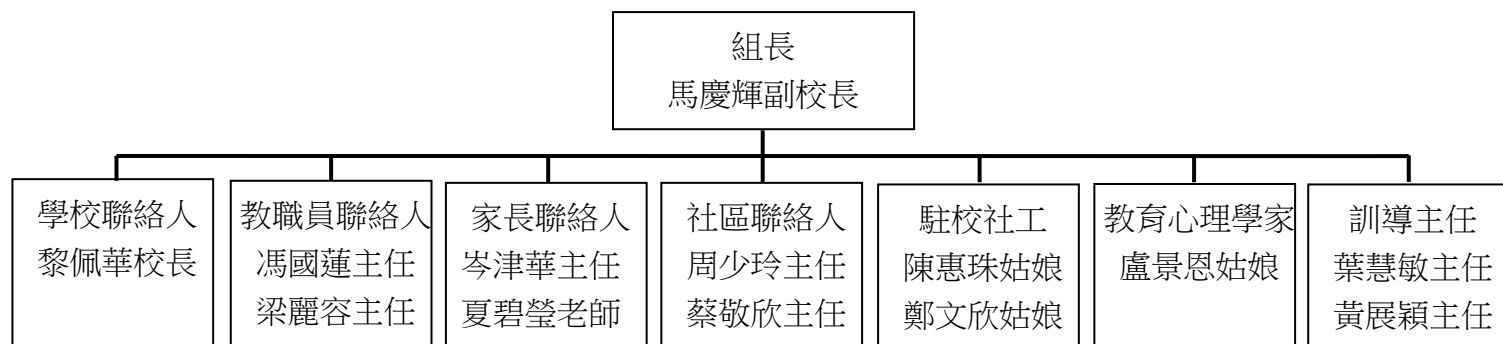 組長
馬慶輝副校長
學校聯絡人
黎佩華校長
教職員聯絡人
馮國蓮主任
梁麗容主任
家長聯絡人
岑津華主任
夏碧瑩老師
社區聯絡人
周少玲主任
蔡敬欣主任
駐校社工
陳惠珠姑娘
鄭文欣姑娘
教育心理學家
盧景恩姑娘
訓導主任
葉慧敏主任
黃展穎主任